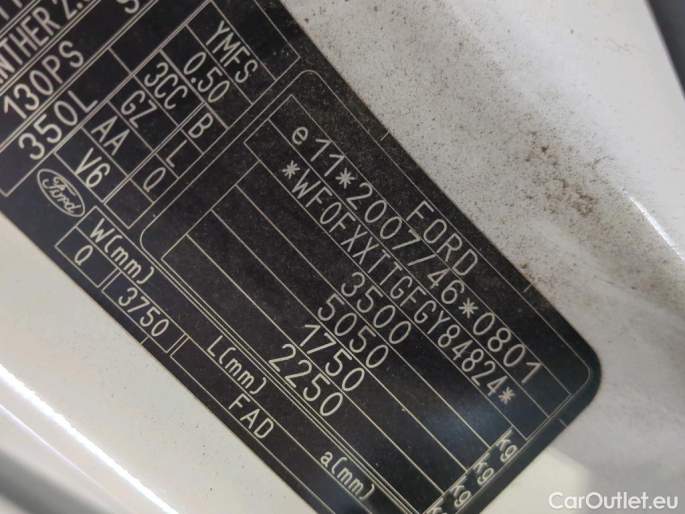 130PS
350L
3CC
0.50
YMFS
AA
GZ
V6
Q
L
B
Ford
FORD
e11*2007/46*0801
*WF0FXXTTGFGY84824*
3500 kg
5050 kg
1750 kg
2250 kg
W(mm)
0
3750
L(mm)
FAD
a(mm)
CarOutlet.eu